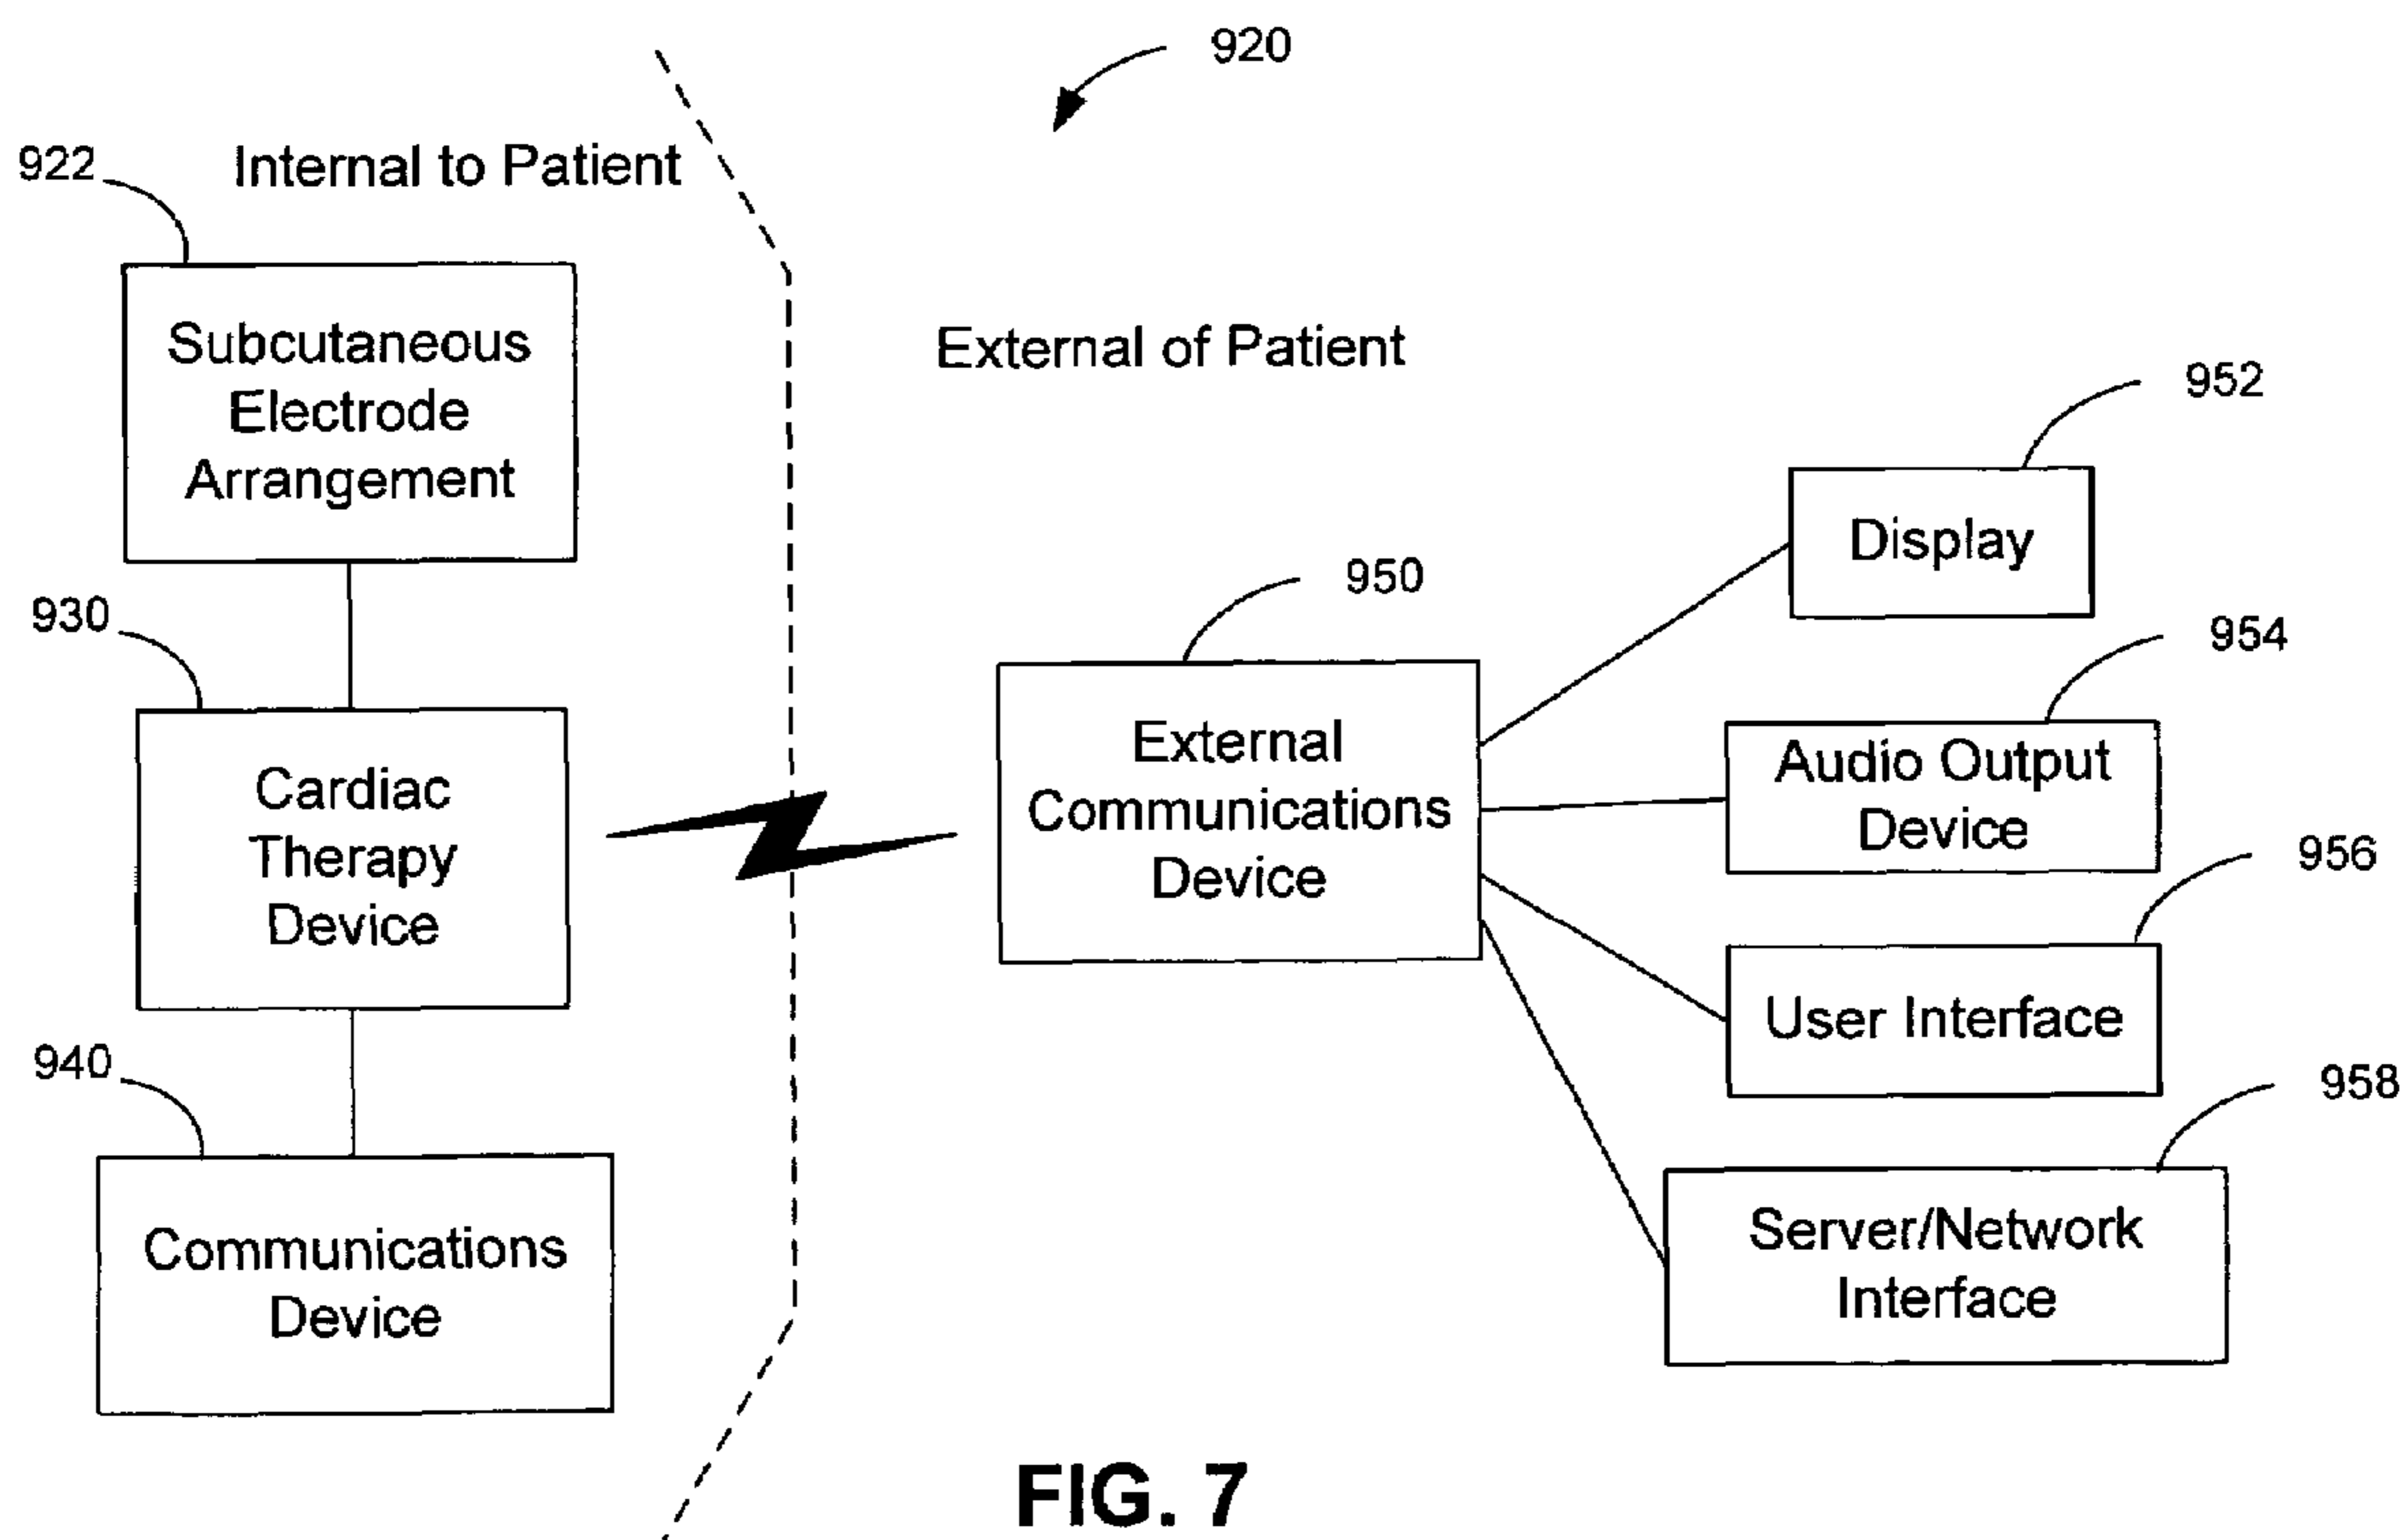 920
922
Internal to Patient
Subcutaneous
Electrode
Arrangement
External of Patient
952
Display
930
950
954
Cardiac
Therapy
Device
External
Communications
Device
Audio Output
Device
956
User Interface
940
958
Communications
Device
Server/Network
Interface
FIG. 7